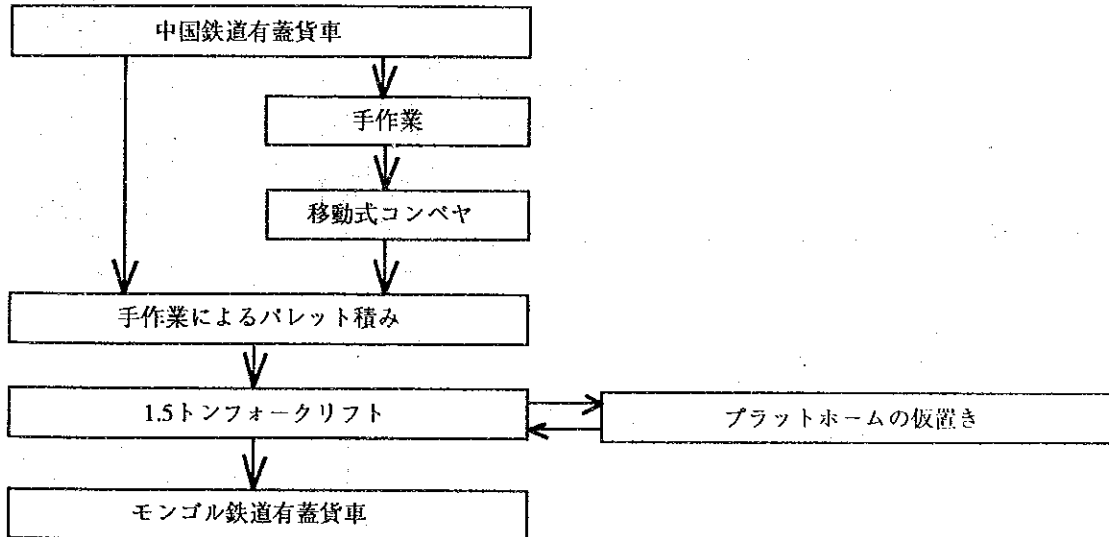 中国鉄道有蓋貨車
手作業
移動式コンベヤ
手作業によるパレット積み
1.5トンフォークリフト
プラットホームの仮置き
モンゴル鉄道有蓋貨車